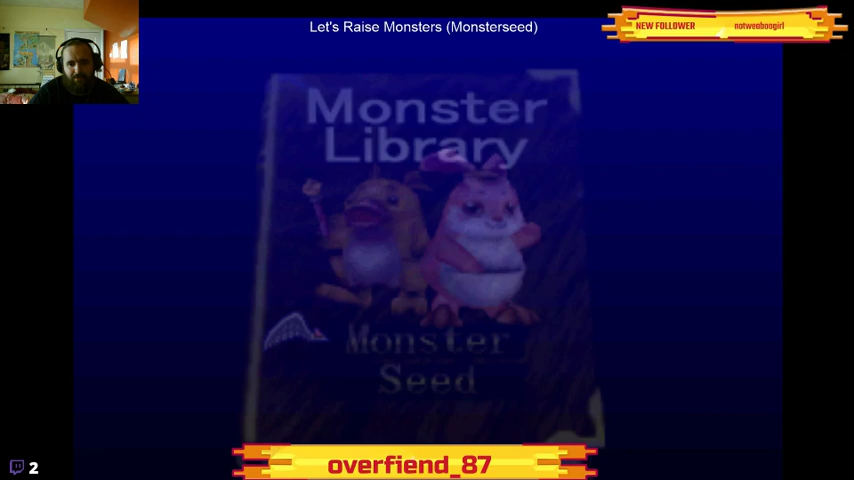 Let's Raise Monsters (Monsterseed)
NEW FOLLOWER notweeboogirl
Monster
Library
Monster
Seed
overfiend_87
2